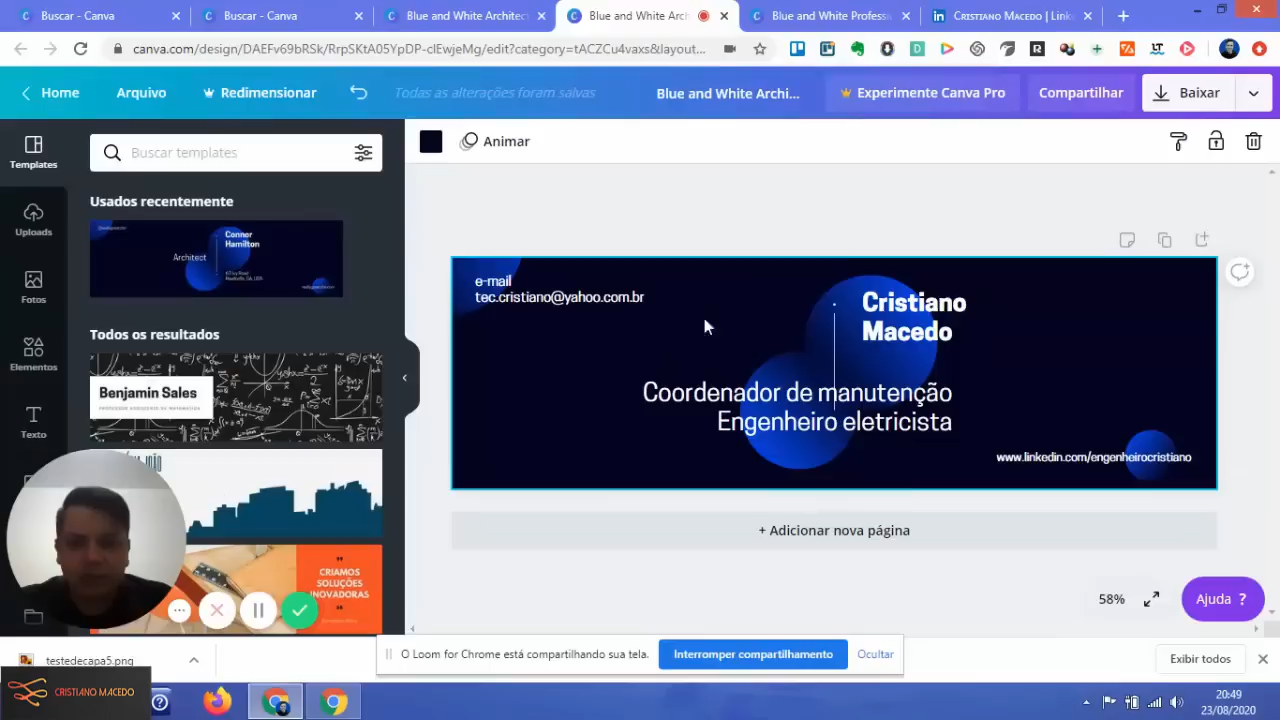 Buscar - Canva
Buscar - Canva
Blue and White Architect
Blue and White Arch
Blue and White Profess
CRISTIANO MACEDO | Linke
canva.com/design/DAEFv69bRSk/RrpSKtA05YpDP-clEwjeMg/edit?category=tACZCu4vaxs&layout...
Home
Arquivo
Redimensionar
Todas as alterações foram salvas
Blue and White Archi...
Experimente Canva Pro
Compartilhar
Baixar
Templates
Buscar templates
Animar
Usados recentemente
Connor
Hamilton
Architect
Uploads
Fotos
Todos os resultados
Benjamin Sales
Elementos
Texto
CRIAMOS
SOLUÇÕES
INOVADORAS
e-mail
tec.cristiano@yahoo.com.br
Cristiano
Macedo
Coordenador de manutenção
Engenheiro eletricista
www.linkedin.com/engenheirocristiano
+ Adicionar nova página
58%
Ajuda ?
O Loom for Chrome está compartilhando sua tela.
Interromper compartilhamento
Ocultar
testedecapa5.png
Exibir todos
CRISTIANO MACEDO
20:49
23/08/2020